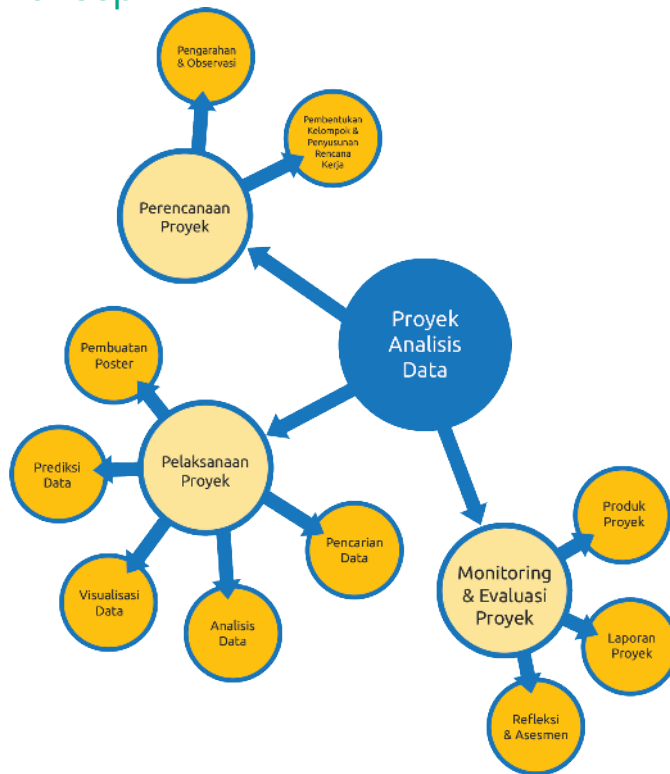 Pengarahan
& Observasi
Pembentukan
Kelompok &
Penyusunan
Rencana
Kerja
Perencanaan
Proyek
Proyek
Analisis
Data
Pembuatan
Poster
Prediksi
Data
Pelaksanaan
Proyek
Visualisasi
Data
Analisis
Data
Pencarian
Data
Monitoring
& Evaluasi
Proyek
Produk
Proyek
Laporan
Proyek
Refleksi
& Asesmen